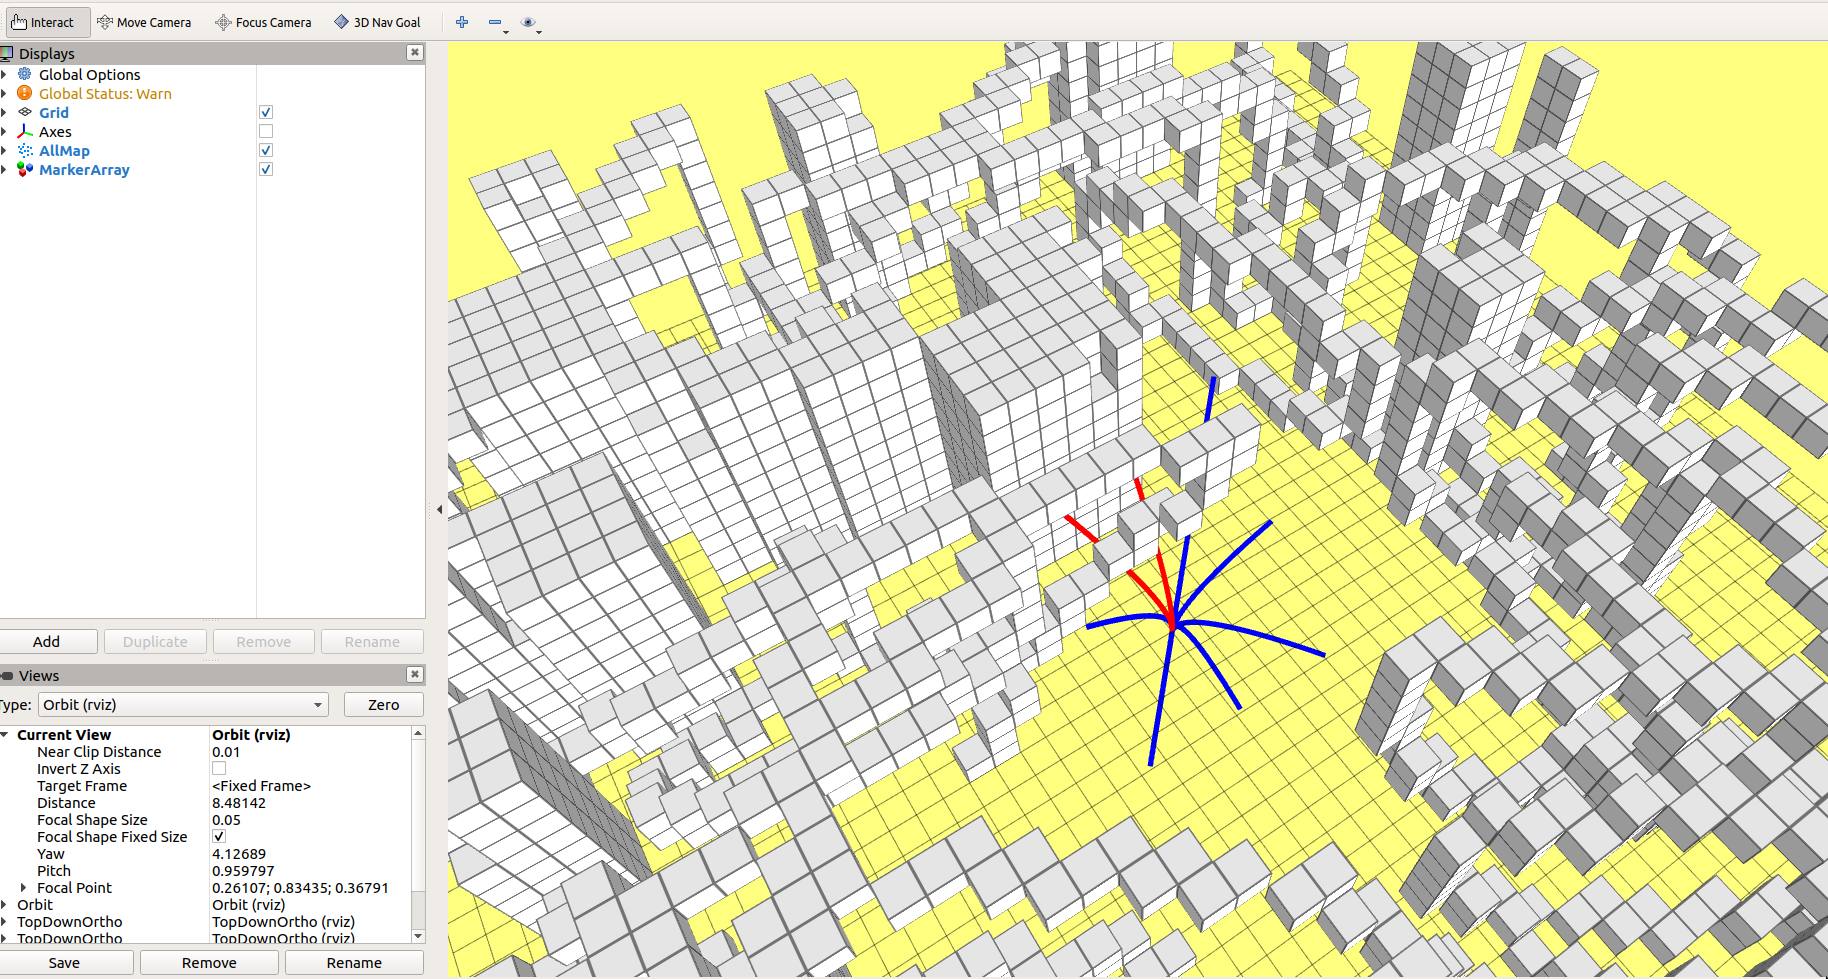 Interact Move Camera Focus Camera 3D Nav Goal
Displays
Global Options
Global Status: Warn
Grid
Axes
AllMap
MarkerArray
Add Duplicate Remove Rename
Views
Type: Orbit (rviz) Zero
Current View Orbit (rviz)
Near Clip Distance 0.01
Invert Z Axis
Target Frame <Fixed Frame>
Distance 8.48142
Focal Shape Size 0.05
Focal Shape Fixed Size
Yaw 4.12689
Pitch 0.959797
Focal Point 0.26107; 0.83435; 0.36791
Orbit Orbit (rviz)
TopDownOrtho TopDownOrtho (rviz)
TopDownOrtho TopDownOrtho (rviz)
Save Remove Rename